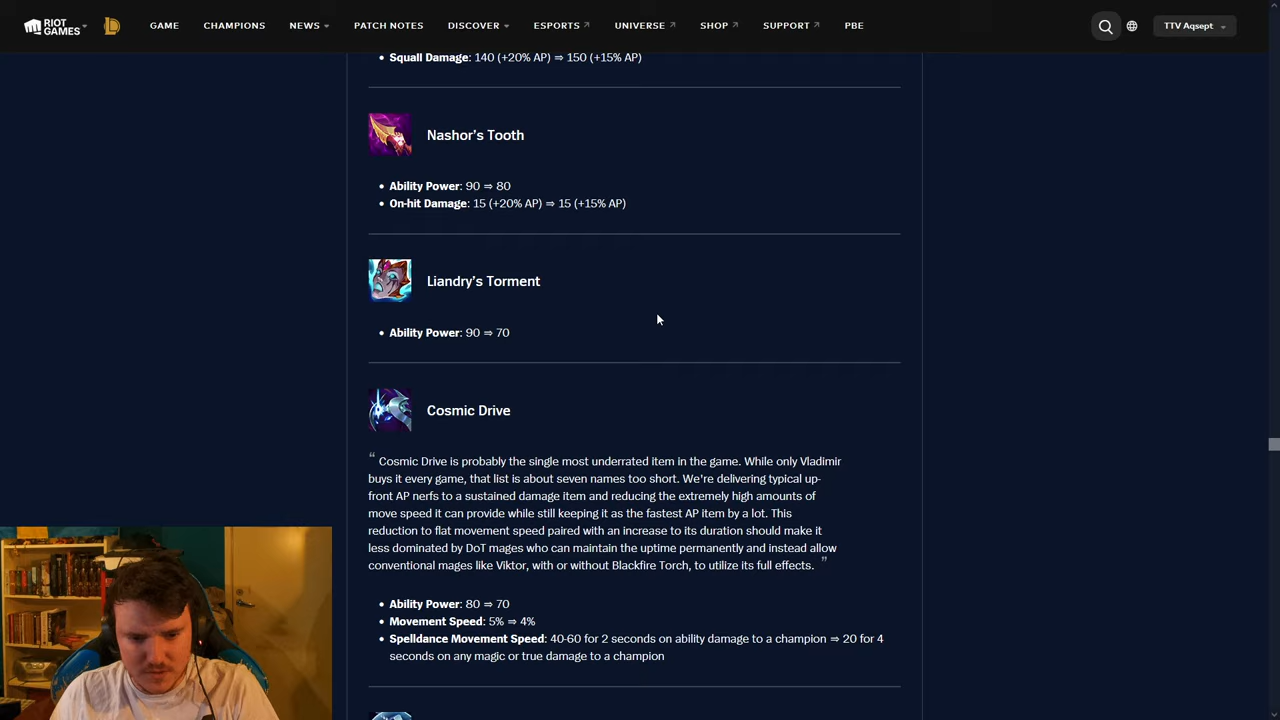 RIOT GAMES
GAME CHAMPIONS NEWS PATCH NOTES DISCOVER ESPORTS UNIVERSE SHOP SUPPORT PBE TTV Aqsept
• Squall Damage: 140 (+20% AP) ⇒ 150 (+15% AP)
Nashor's Tooth
• Ability Power: 90 ⇒ 80
• On-hit Damage: 15 (+20% AP) ⇒ 15 (+15% AP)
Liandry's Torment
• Ability Power: 90 ⇒ 70
Cosmic Drive
“ Cosmic Drive is probably the single most underrated item in the game. While only Vladimir
buys it every game, that list is about seven names too short. We're delivering typical up-
front AP nerfs to a sustained damage item and reducing the extremely high amounts of
move speed it can provide while still keeping it as the fastest AP item by a lot. This
reduction to flat movement speed paired with an increase to its duration should make it
less dominated by DoT mages who can maintain the uptime permanently and instead allow
conventional mages like Viktor, with or without Blackfire Torch, to utilize its full effects. ”
• Ability Power: 80 ⇒ 70
• Movement Speed: 5% ⇒ 4%
• Spelldance Movement Speed: 40-60 for 2 seconds on ability damage to a champion ⇒ 20 for 4
seconds on any magic or true damage to a champion